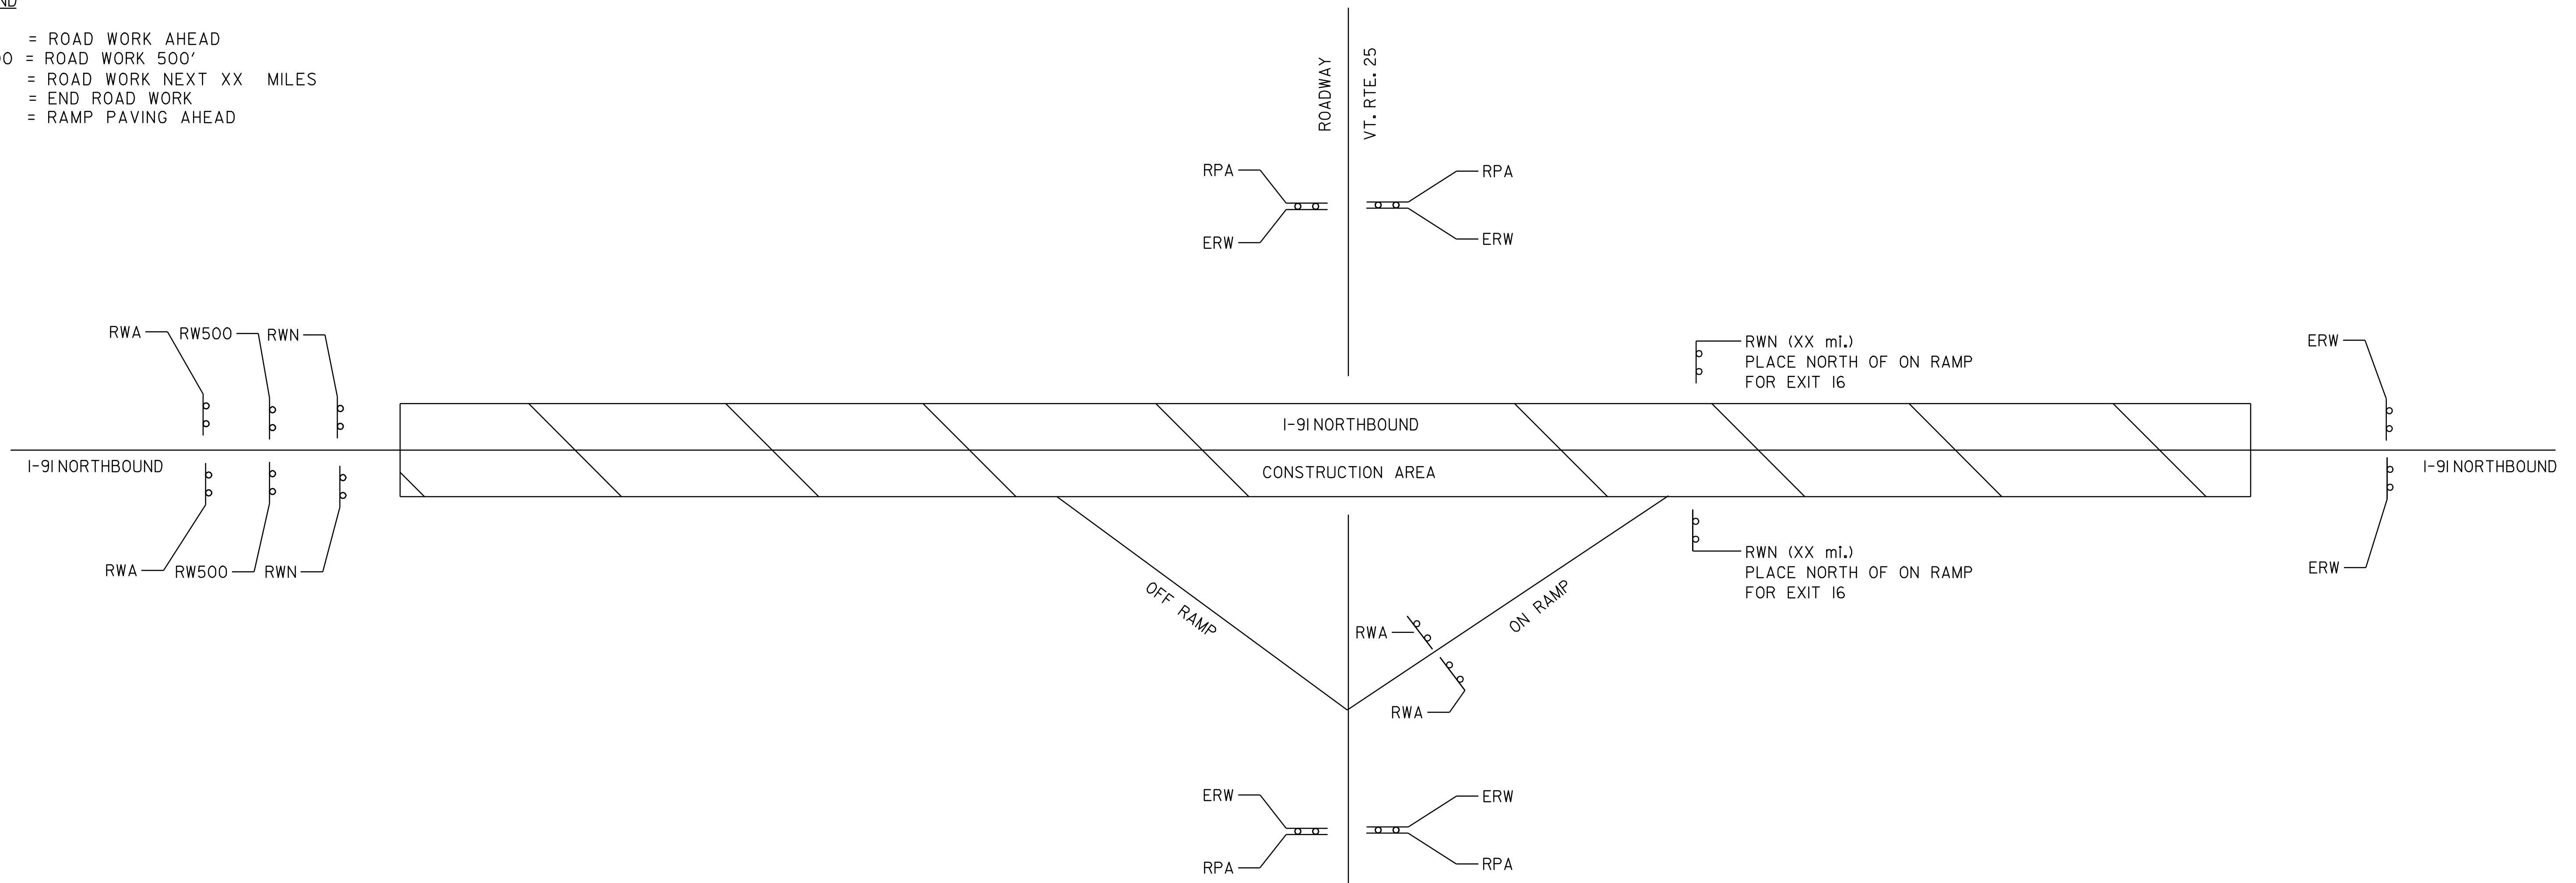 = ROAD WORK AHEAD
= ROAD WORK 500'
= ROAD WORK NEXT XX MILES
= END ROAD WORK
= RAMP PAVING AHEAD
ROADWAY
VT. RTE. 25
RPA
RPA
ERW
ERW
RWA
RW500
RWN
RWN (XX mi.)
PLACE NORTH OF ON RAMP
FOR EXIT 16
ERW
I-91 NORTHBOUND
I-91 NORTHBOUND
CONSTRUCTION AREA
I-91 NORTHBOUND
RWA
RW500
RWN
RWN (XX mi.)
PLACE NORTH OF ON RAMP
FOR EXIT 16
ERW
OFF RAMP
ON RAMP
RWA
RWA
ERW
ERW
RPA
RPA